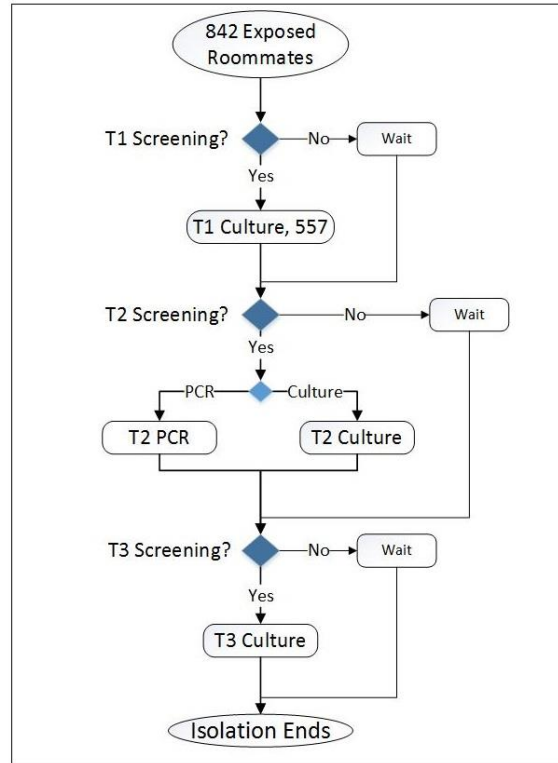 842 Exposed
Roommates
T1 Screening?
No
Wait
Yes
T1 Culture, 557
T2 Screening?
No
Wait
Yes
PCR
Culture
T2 PCR
T2 Culture
T3 Screening?
No
Wait
Yes
T3 Culture
Isolation Ends